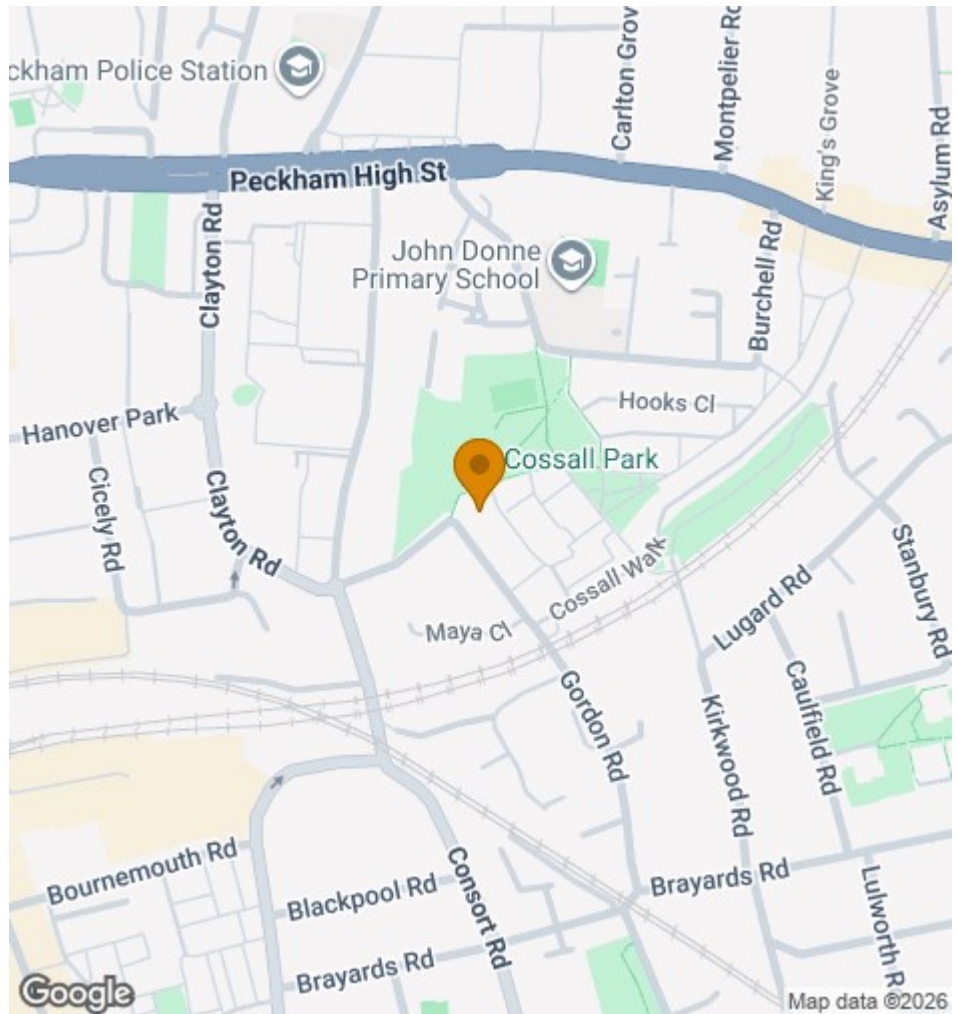 ckham Police Station
Carlton Grov
Montpelier Rd
King's Grove
Asylum Rd
Peckham High St
Clayton Rd
John Donne
Primary School
Burchell Rd
Hanover Park
Hooks Cl
Cicely Rd
Clayton Rd
Cossall Park
Cossall Walk
Maya Cl
Lugard Rd
Stanbury Rd
Gordon Rd
Kirkwood Rd
Caulfield Rd
Bournemouth Rd
Blackpool Rd
Consort Rd
Brayards Rd
Brayards Rd
Lulworth R
Google
Map data ©2026